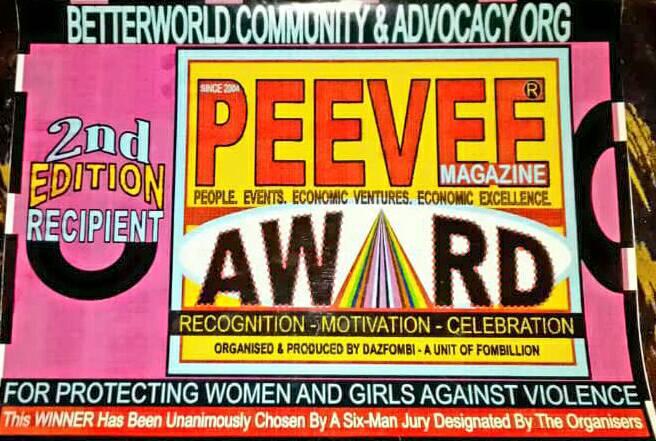 BETTERWORLD COMMUNITY & ADVOCACY ORG
2nd
EDITION
RECIPIENT
SINCE 2004
PEEVEE®
MAGAZINE
PEOPLE. EVENTS. ECONOMIC VENTURES. ECONOMIC EXCELLENCE.
AWARD
RECOGNITION - MOTIVATION - CELEBRATION
ORGANISED & PRODUCED BY DAZFOMBI - A UNIT OF FOMBILLION
FOR PROTECTING WOMEN AND GIRLS AGAINST VIOLENCE
This WINNER Has Been Unanimously Chosen By A Six-Man Jury Designated By The Organisers